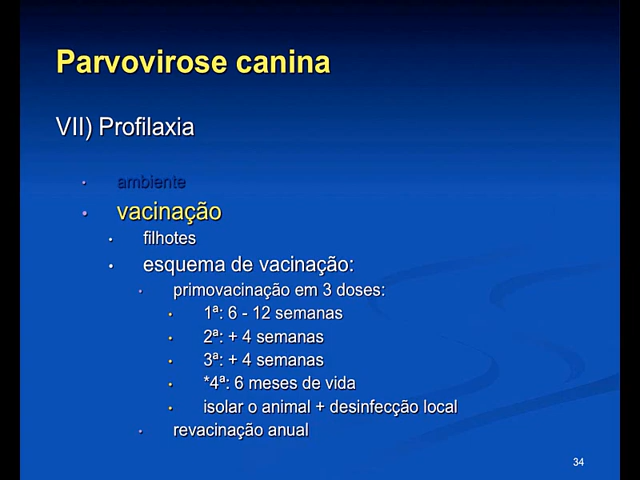 Parvovirose canina
VII) Profilaxia
• ambiente
• vacinação
• filhotes
• esquema de vacinação:
• primovacinação em 3 doses:
• 1ª: 6 - 12 semanas
• 2ª: + 4 semanas
• 3ª: + 4 semanas
• *4ª: 6 meses de vida
• isolar o animal + desinfecção local
• revacinação anual
34